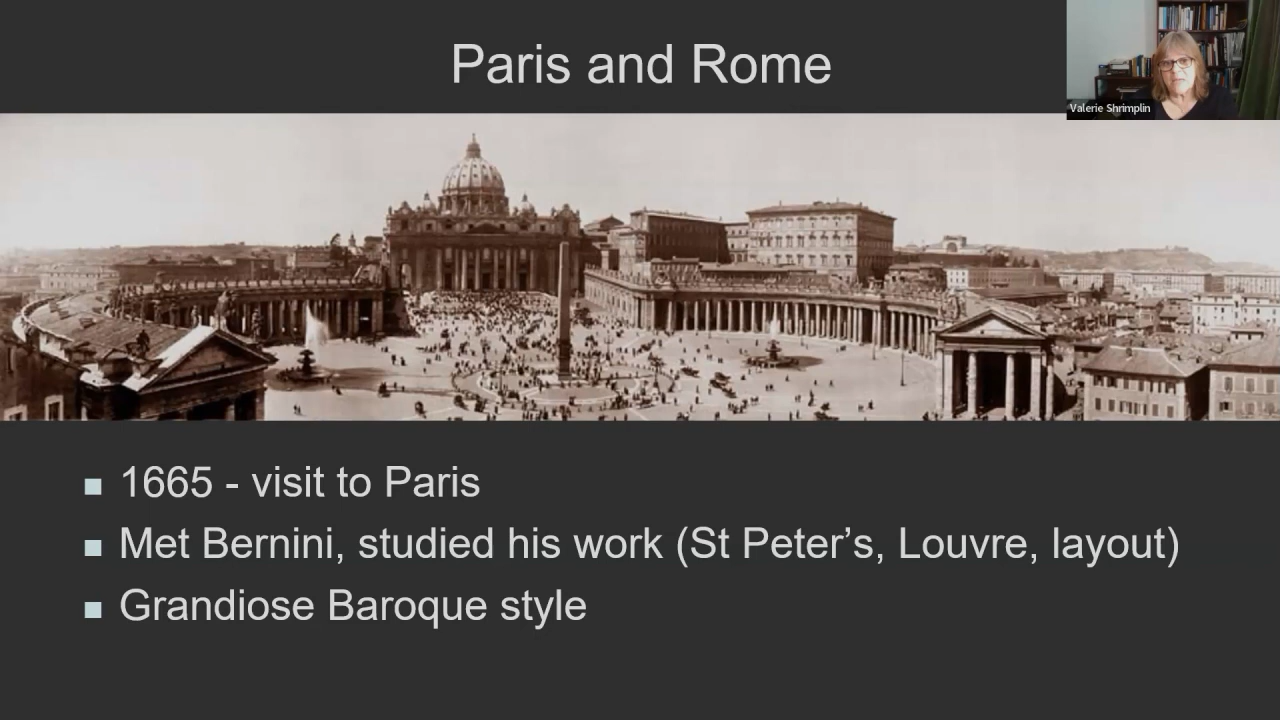 Paris and Rome
Valerie Shrimplin
1665 - visit to Paris
Met Bernini, studied his work (St Peter’s, Louvre, layout)
Grandiose Baroque style